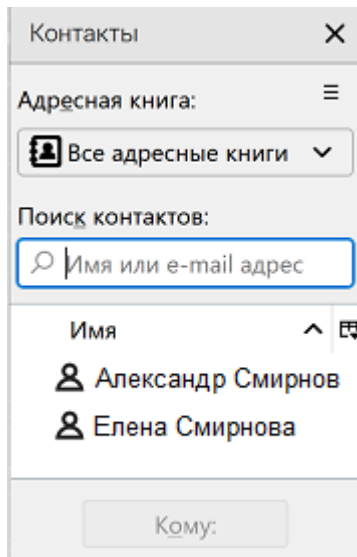 Контакты
Адресная книга:
Все адресные книги
Поиск контактов:
Имя или e-mail адрес
Имя
Александр Смирнов
Елена Смирнова
Кому: